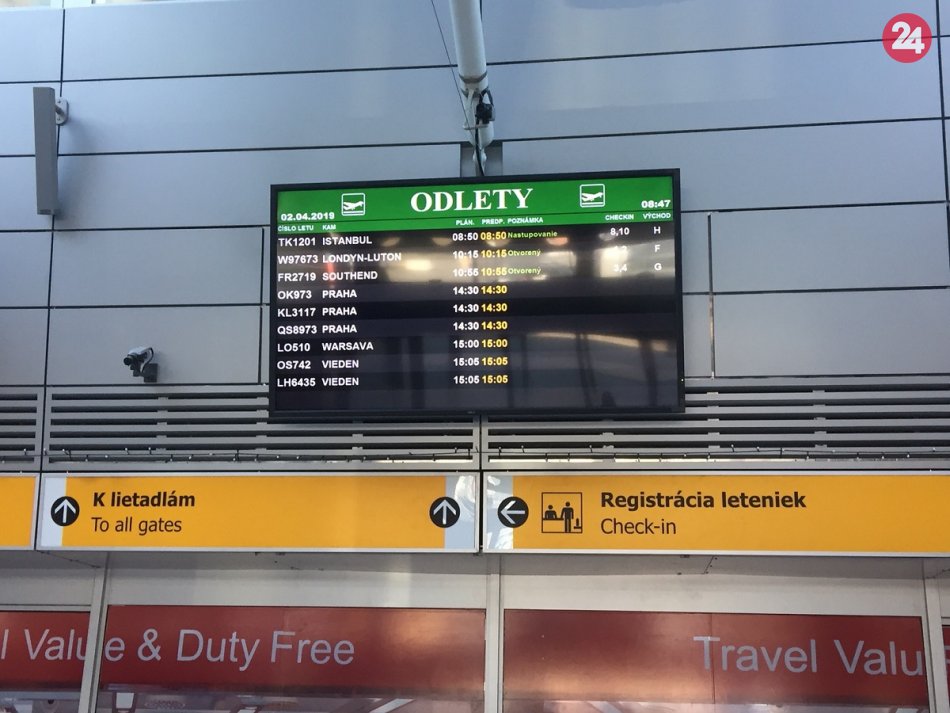 24
ODLETY
02.04.2019 08:47
ČÍSLO LETU KAM PLÁN. PREDP. POZNÁMKA CHECKIN VÝCHOD
TK1201 ISTANBUL 08:50 08:50 Nastupovanie 8,10 H
W97673 LONDYN-LUTON 10:15 10:15 Otvorený F
FR2719 SOUTHEND 10:55 10:55 Otvorený 3,4 G
OK973 PRAHA 14:30 14:30
KL3117 PRAHA 14:30 14:30
QS8973 PRAHA 14:30 14:30
LO510 WARSAVA 15:00 15:00
OS742 VIEDEN 15:05 15:05
LH6435 VIEDEN 15:05 15:05
K lietadlám
To all gates
Registrácia leteniek
Check-in
l Value & Duty Free
Travel Valu